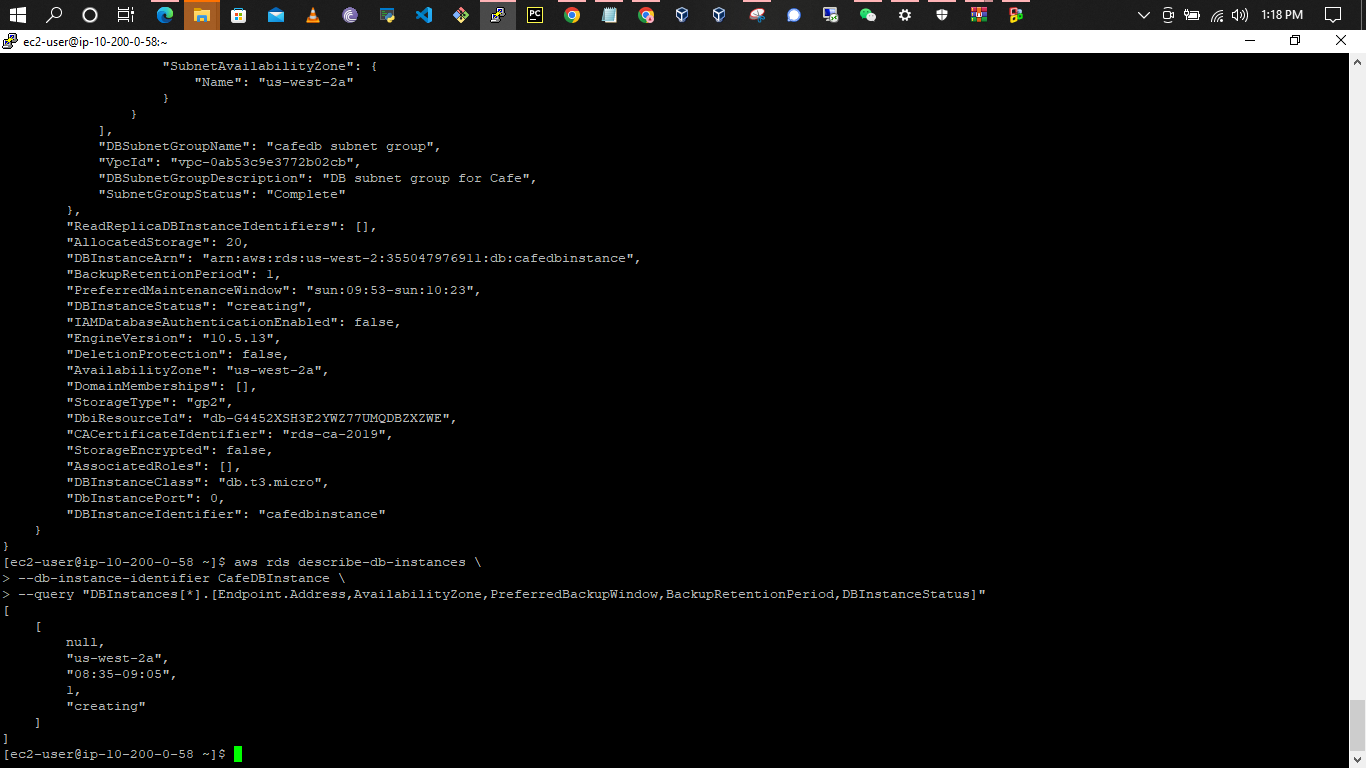 1:18 PM
ec2-user@ip-10-200-0-58:~
"SubnetAvailabilityZone": {
"Name": "us-west-2a"
}
}
],
"DBSubnetGroupName": "cafedb subnet group",
"VpcId": "vpc-0ab53c9e3772b02cb",
"DBSubnetGroupDescription": "DB subnet group for Cafe",
"SubnetGroupStatus": "Complete"
},
"ReadReplicaDBInstanceIdentifiers": [],
"AllocatedStorage": 20,
"DBInstanceArn": "arn:aws:rds:us-west-2:355047976911:db:cafedbinstance",
"BackupRetentionPeriod": 1,
"PreferredMaintenanceWindow": "sun:09:53-sun:10:23",
"DBInstanceStatus": "creating",
"IAMDatabaseAuthenticationEnabled": false,
"EngineVersion": "10.5.13",
"DeletionProtection": false,
"AvailabilityZone": "us-west-2a",
"DomainMemberships": [],
"StorageType": "gp2",
"DbiResourceId": "db-G4452XSH3E2YWZ77UMQDBZXZWE",
"CACertificateIdentifier": "rds-ca-2019",
"StorageEncrypted": false,
"AssociatedRoles": [],
"DBInstanceClass": "db.t3.micro",
"DbInstancePort": 0,
"DBInstanceIdentifier": "cafedbinstance"
}
}
[ec2-user@ip-10-200-0-58 ~]$ aws rds describe-db-instances \
> --db-instance-identifier CafeDBInstance \
> --query "DBInstances[*].[Endpoint.Address,AvailabilityZone,PreferredBackupWindow,BackupRetentionPeriod,DBInstanceStatus]"
[
[
null,
"us-west-2a",
"08:35-09:05",
1,
"creating"
]
]
[ec2-user@ip-10-200-0-58 ~]$